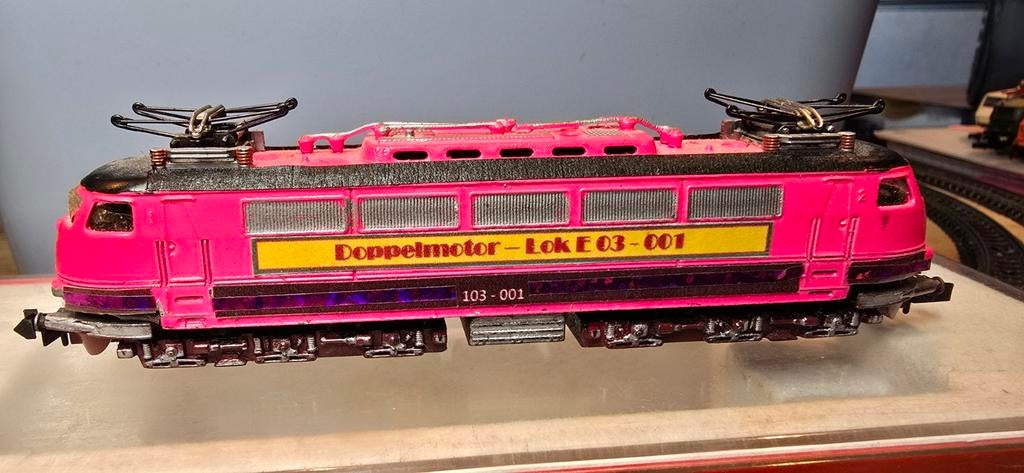 Doppelmotor – Lok E 03 - 001
103 - 001